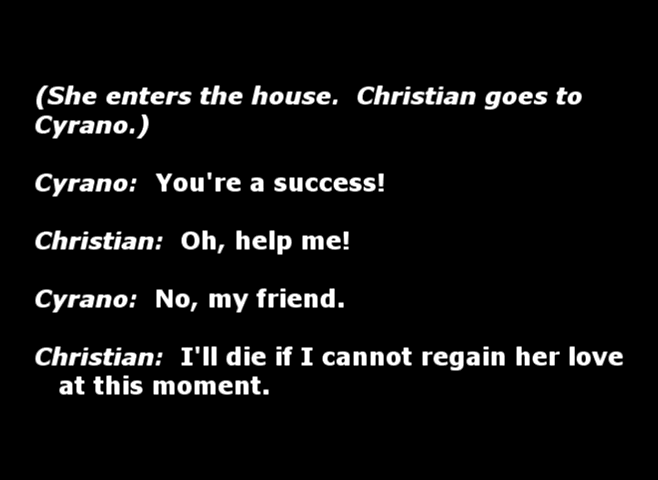 (She enters the house.  Christian goes to
Cyrano.)
Cyrano:  You're a success!
Christian:  Oh, help me!
Cyrano:  No, my friend.
Christian:  I'll die if I cannot regain her love
at this moment.